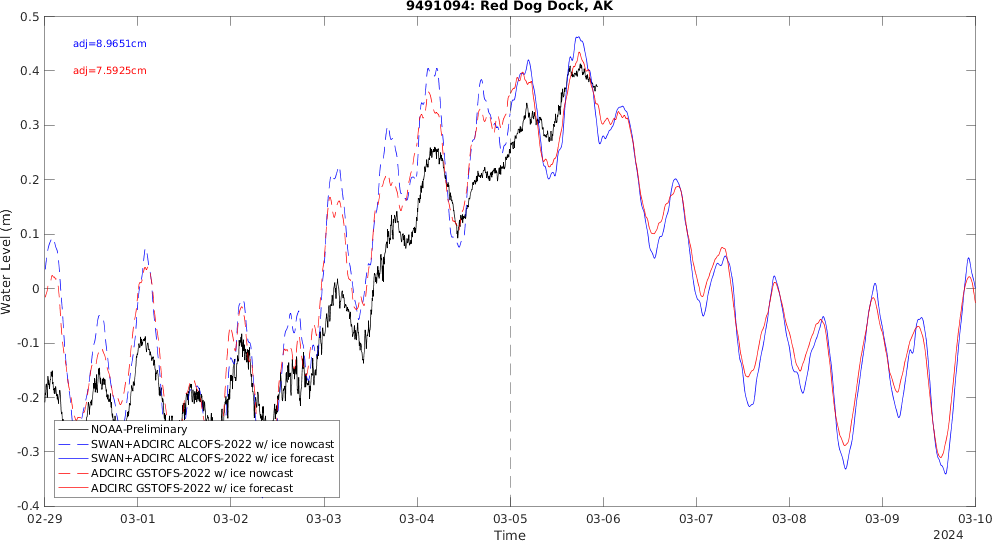 9491094: Red Dog Dock, AK
adj=8.9651cm
adj=7.5925cm
Water Level (m)
0.5
0.4
0.3
0.2
0.1
0
-0.1
-0.2
-0.3
-0.4
NOAA-Preliminary
SWAN+ADCIRC ALCOFS-2022 w/ ice nowcast
SWAN+ADCIRC ALCOFS-2022 w/ ice forecast
ADCIRC GSTOFS-2022 w/ ice nowcast
ADCIRC GSTOFS-2022 w/ ice forecast
02-29 03-01 03-02 03-03 03-04 03-05 03-06 03-07 03-08 03-09 03-10
Time
2024